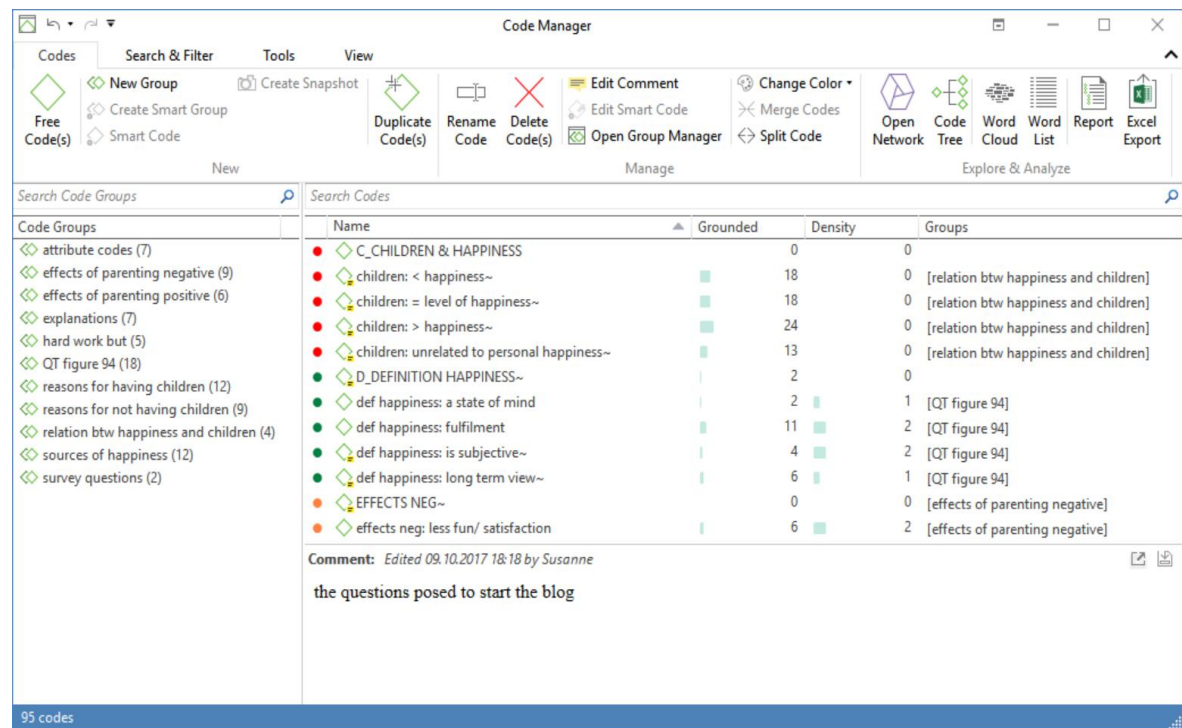 Code Manager
Codes Search & Filter Tools View
Free Code(s)
New Group
Create Smart Group
Smart Code
Create Snapshot
New
Duplicate Code(s)
Rename Code
Delete Code(s)
Edit Comment
Edit Smart Code
Open Group Manager
Change Color
Merge Codes
Split Code
Manage
Open Network
Code Tree
Word Cloud
Word List
Report
Excel Export
Explore & Analyze
Search Code Groups
Code Groups
attribute codes (7)
effects of parenting negative (9)
effects of parenting positive (6)
explanations (7)
hard work but (5)
QT figure 94 (18)
reasons for having children (12)
reasons for not having children (9)
relation btw happiness and children (4)
sources of happiness (12)
survey questions (2)
Search Codes
Name Grounded Density Groups
C_CHILDREN & HAPPINESS 0 0
children: < happiness~ 18 0 [relation btw happiness and children]
children: = level of happiness~ 18 0 [relation btw happiness and children]
children: > happiness~ 24 0 [relation btw happiness and children]
children: unrelated to personal happiness~ 13 0 [relation btw happiness and children]
D_DEFINITION HAPPINESS~ 2 0
def happiness: a state of mind 2 1 [QT figure 94]
def happiness: fulfilment 11 2 [QT figure 94]
def happiness: is subjective~ 4 2 [QT figure 94]
def happiness: long term view~ 6 1 [QT figure 94]
EFFECTS NEG~ 0 0 [effects of parenting negative]
effects neg: less fun/ satisfaction 6 2 [effects of parenting negative]
Comment: Edited 09.10.2017 18:18 by Susanne
the questions posed to start the blog
95 codes